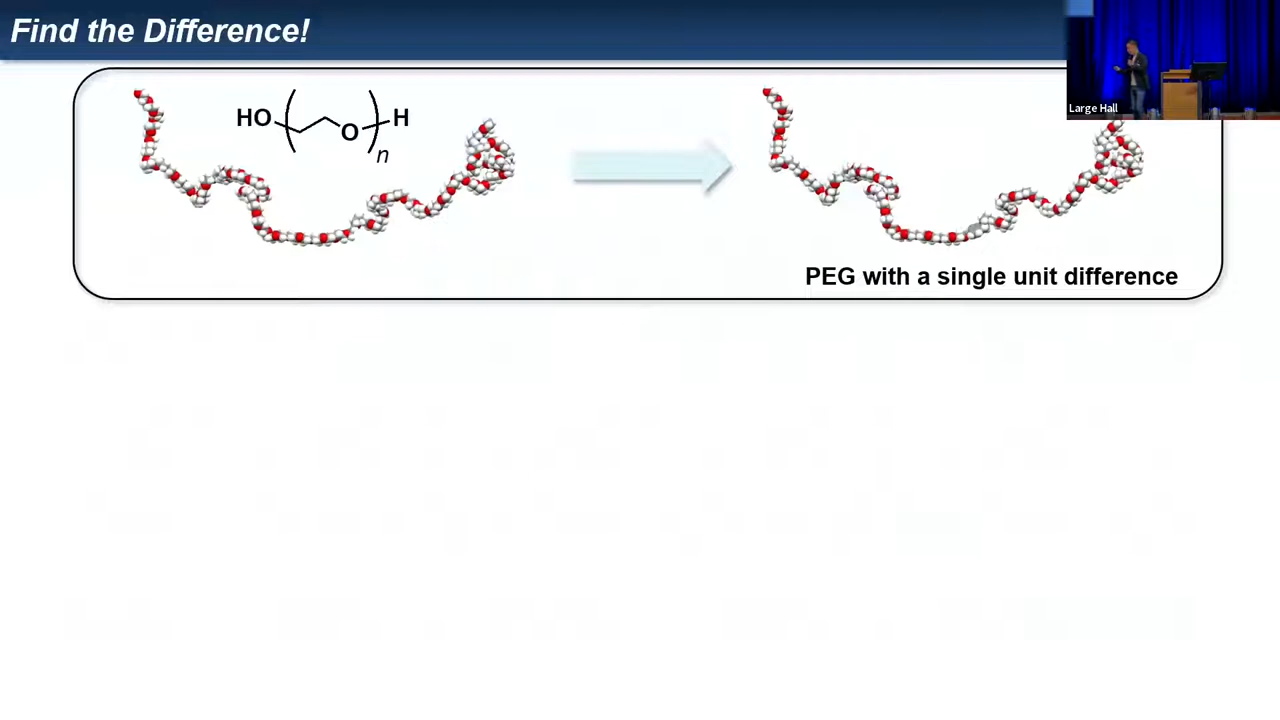 Find the Difference!
Large Hall
HO
O
H
n
PEG with a single unit difference